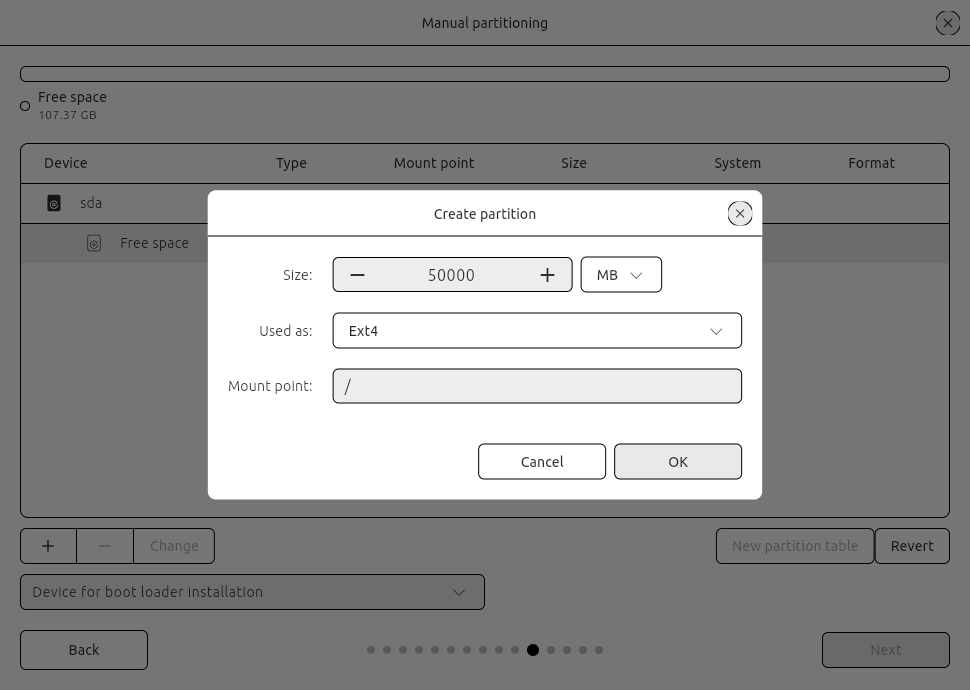 Manual partitioning
Free space
107.37 GB
Device Type Mount point Size System Format
sda
Free space
Create partition
Size: 50000 MB
Used as: Ext4
Mount point: /
Cancel OK
Change New partition table Revert
Device for boot loader installation
Back Next